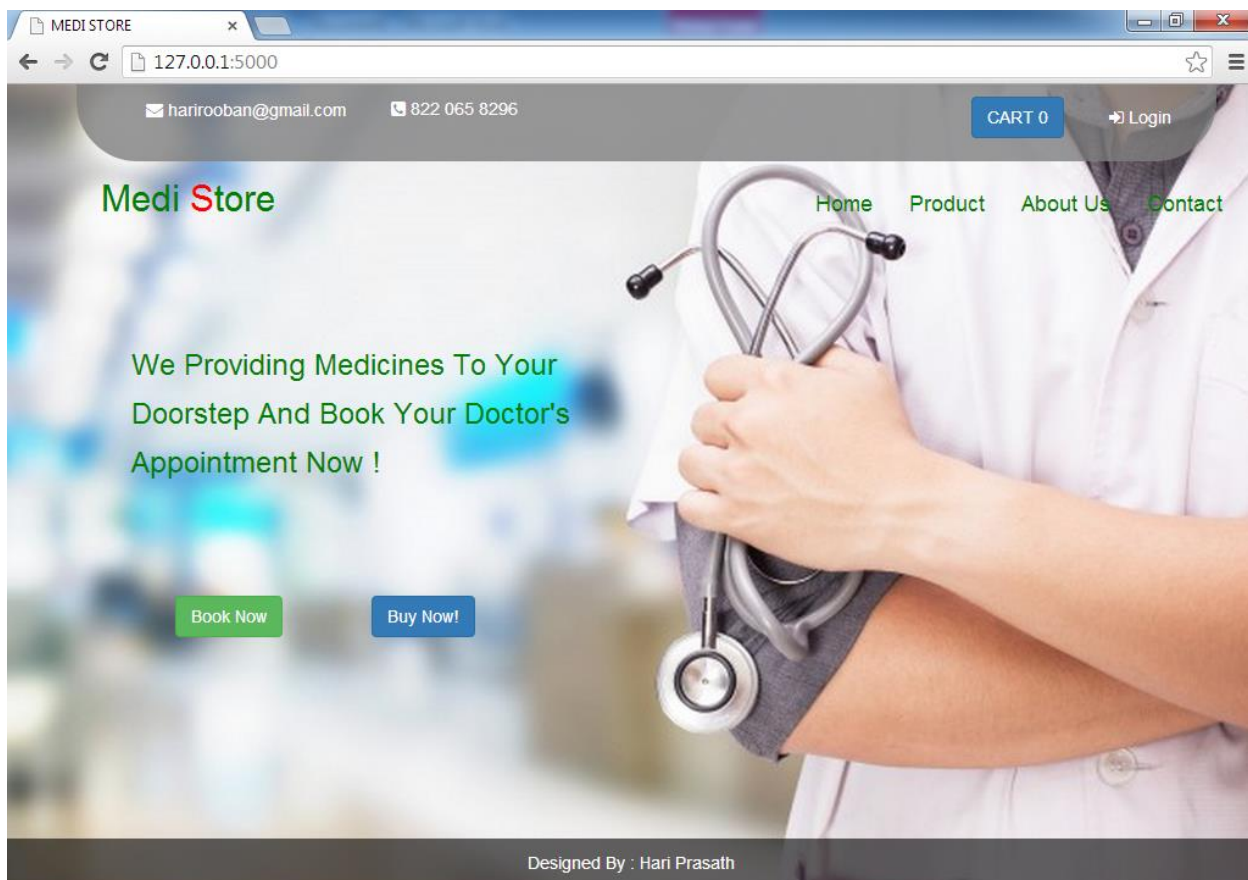 MEDI STORE
127.0.0.1:5000
harirooban@gmail.com 822 065 8296 CART 0 Login
Medi Store Home Product About Us Contact
We Providing Medicines To Your
Doorstep And Book Your Doctor's
Appointment Now !
Book Now Buy Now!
Designed By : Hari Prasath